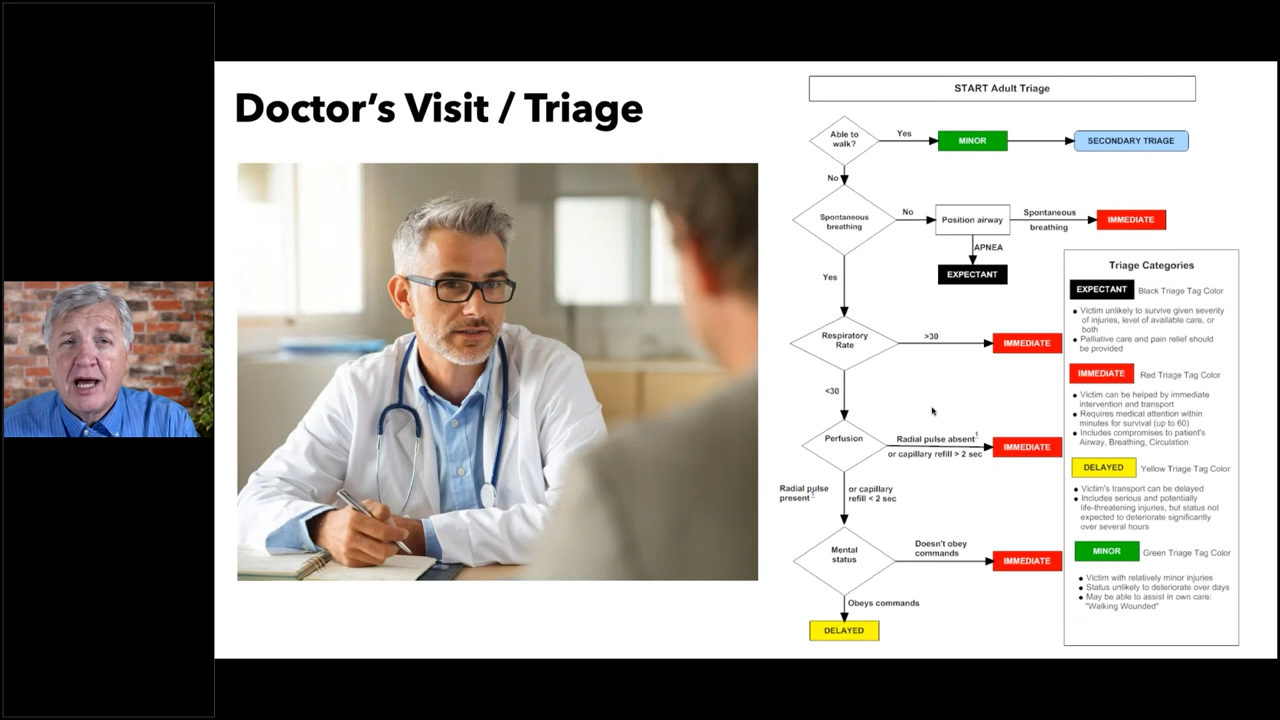 Doctor's Visit / Triage
START Adult Triage
Able to
walk?
Yes
MINOR
SECONDARY TRIAGE
No
Spontaneous
breathing
No
Position airway
Spontaneous
breathing
IMMEDIATE
APNEA
EXPECTANT
Yes
Respiratory
Rate
>30
IMMEDIATE
<30
Perfusion
Radial pulse absent1
or capillary refill > 2 sec
IMMEDIATE
Radial pulse
present1
or capillary
refill < 2 sec
Mental
status
Doesn't obey
commands
IMMEDIATE
Obeys commands
DELAYED
Triage Categories
EXPECTANT Black Triage Tag Color
● Victim unlikely to survive given severity
of injuries, level of available care, or
both
● Palliative care and pain relief should
be provided
IMMEDIATE Red Triage Tag Color
● Victim can be helped by immediate
intervention and transport
● Requires medical attention within
minutes for survival (up to 60)
● Includes compromises to patient's
Airway, Breathing, Circulation
DELAYED Yellow Triage Tag Color
● Victim's transport can be delayed
● Includes serious and potentially
life-threatening injuries, but status not
expected to deteriorate significantly
over several hours
MINOR Green Triage Tag Color
● Victim with relatively minor injuries
● Status unlikely to deteriorate over days
● May be able to assist in own care:
"Walking Wounded"